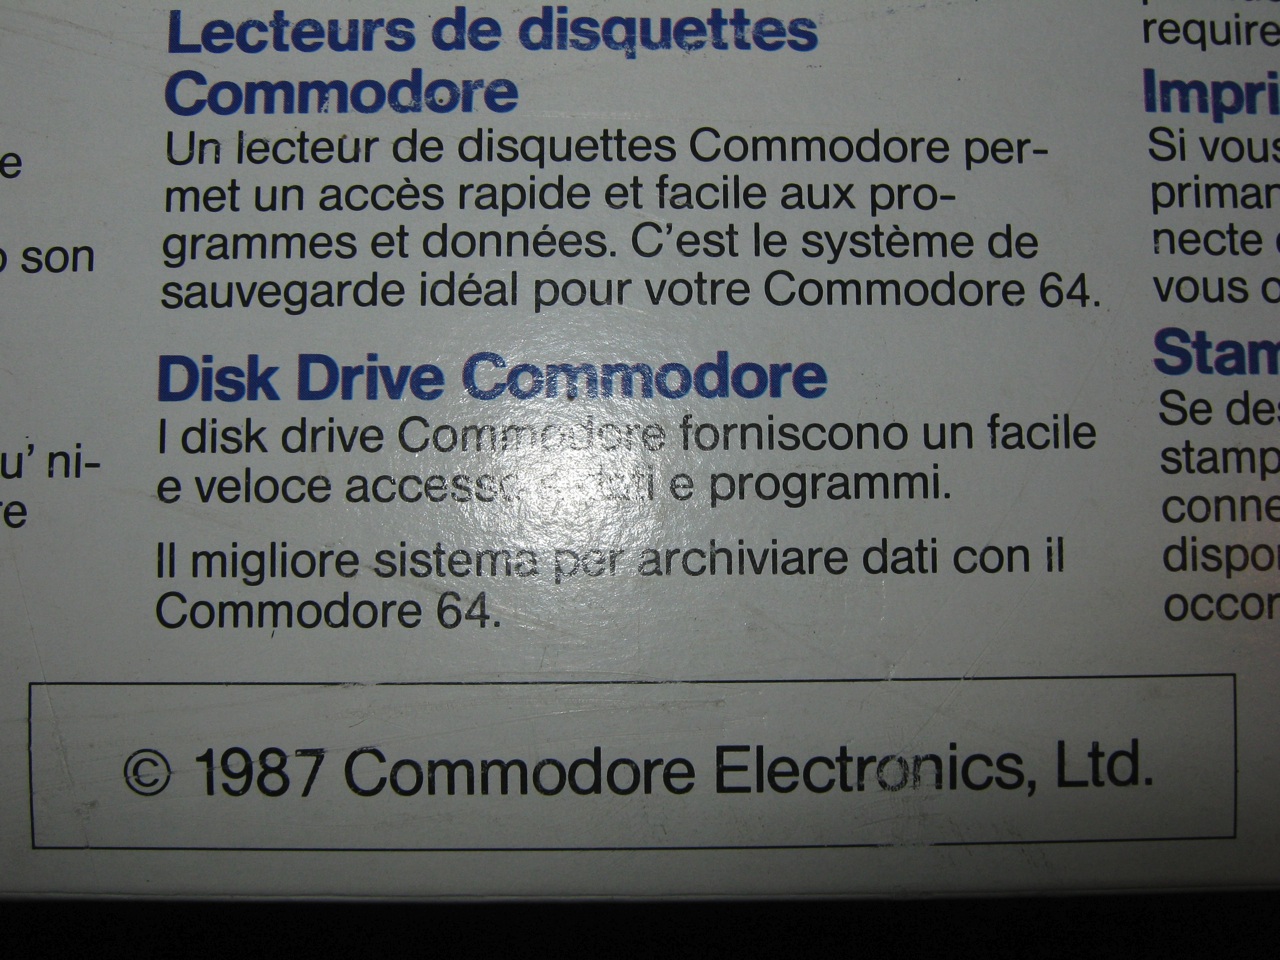 e
son
u' ni-
re
Lecteurs de disquettes
Commodore
Un lecteur de disquettes Commodore per-
met un accès rapide et facile aux pro-
grammes et données. C'est le système de
sauvegarde idéal pour votre Commodore 64.
Disk Drive Commodore
I disk drive Commodore forniscono un facile
e veloce accesso a dati e programmi.
Il migliore sistema per archiviare dati con il
Commodore 64.
require
Impri
Si vous
priman
necte
vous
Stam
Se des
stamp
conne
dispon
occor
© 1987 Commodore Electronics, Ltd.